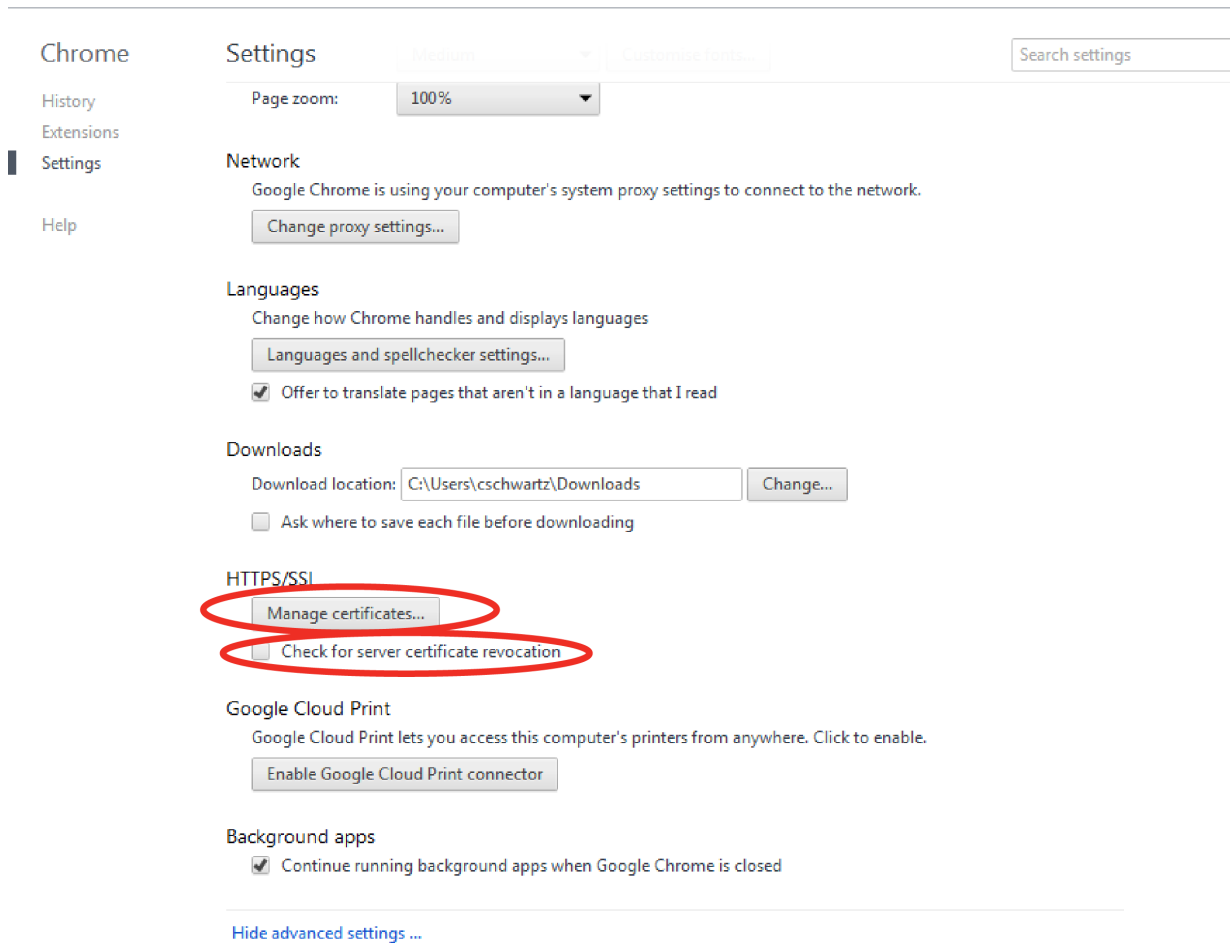 Chrome
Settings
Medium
Customise fonts...
Search settings
History
Extensions
Settings
Help
Page zoom:
100%
Network
Google Chrome is using your computer's system proxy settings to connect to the network.
Change proxy settings...
Languages
Change how Chrome handles and displays languages
Languages and spellchecker settings...
Offer to translate pages that aren't in a language that I read
Downloads
Download location: C:\Users\cschwartz\Downloads
Change...
Ask where to save each file before downloading
HTTPS/SSL
Manage certificates...
Check for server certificate revocation
Google Cloud Print
Google Cloud Print lets you access this computer's printers from anywhere. Click to enable.
Enable Google Cloud Print connector
Background apps
Continue running background apps when Google Chrome is closed
Hide advanced settings ...